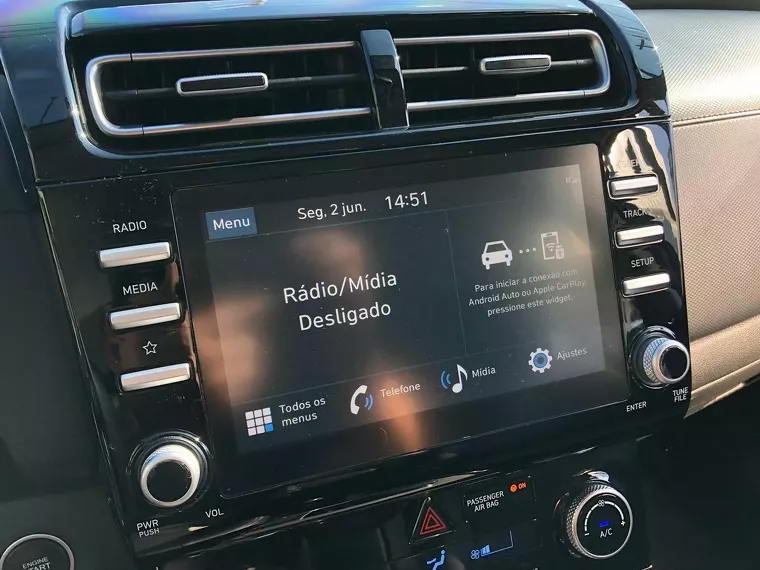 RADIO
MEDIA
Menu
Seg, 2 jun.
14:51
Rádio/Mídia
Desligado
Para iniciar a conexão com
Android Auto ou Apple CarPlay,
pressione este widget.
Todos os
menus
Telefone
Mídia
Ajustes
TRACK
SETUP
ENTER
TUNE
FILE
PWR
PUSH
VOL
PASSENGER
AIR BAG
ON
A/C
ENGINE